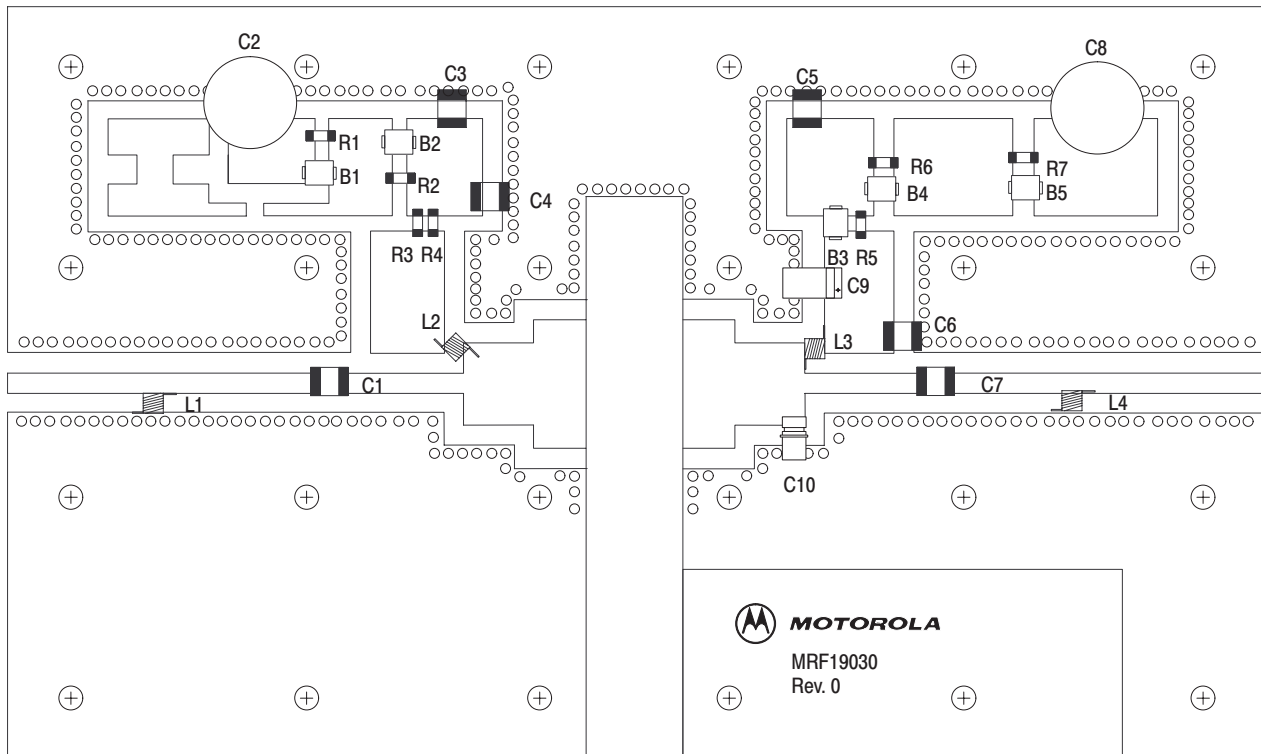 C2
C3
C5
C8
R1
B2
B1
R2
C4
R6
R7
B4
B5
R3 R4
B3 R5
C9
L2
C6
L3
C1
C7
L1
L4
C10
MOTOROLA
MRF19030
Rev. 0